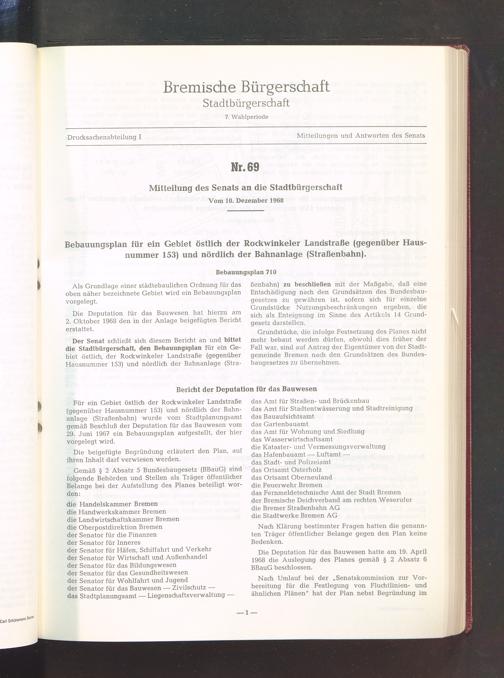 Bremische Bürgerschaft
Stadtbürgerschaft
7. Wahlperiode
Drucksachenabteilung I
Mitteilungen und Antworten des Senats
Nr. 69
Mitteilung des Senats an die Stadtbürgerschaft
Vom 10. Dezember 1968
Bebauungsplan für ein Gebiet östlich der Rockwinkeler Landstraße (gegenüber Haus-
nummer 153) und nördlich der Bahnanlage (Straßenbahn).
Bebauungsplan 710
Als Grundlage einer städtebaulichen Ordnung für das
oben näher bezeichnete Gebiet wird ein Bebauungsplan
vorgelegt.
Die Deputation für das Bauwesen hat hierzu am
2. Oktober 1968 den in der Anlage beigefügten Bericht
erstattet.
Der Senat schließt sich diesem Bericht an und bittet
die Stadtbürgerschaft, den Bebauungsplan für ein Ge-
biet östlich, der Rockwinkeler Landstraße (gegenüber
Hausnummer 153) und nördlich der Bahnanlage (Stra-
ßenbahn) zu beschließen mit der Maßgabe, daß eine
Entschädigung nach den Grundsätzen des Bundesbau-
gesetzes zu gewähren ist, sofern sich für einzelne
Grundstücke Nutzungsbeschränkungen ergeben, die
sich als Enteignung im Sinne des Artikels 14 Grund-
gesetz darstellen.
Grundstücke, die infolge Festsetzung des Planes nicht
mehr bebaut werden dürfen, obwohl dies früher der
Fall war, sind auf Antrag der Eigentümer von der Stadt-
gemeinde Bremen nach den Grundsätzen des Bundes-
baugesetzes zu übernehmen.
Bericht der Deputation für das Bauwesen
Für ein Gebiet östlich der Rockwinkeler Landstraße
(gegenüber Hausnummer 153) und nördlich der Bahn-
anlage (Straßenbahn) wurde vom Stadtplanungsamt
gemäß Beschluß der Deputation für das Bauwesen vom
29. Juni 1967 ein Bebauungsplan aufgestellt, der hier
vorgelegt wird.
Die beigefügte Begründung erläutert den Plan, auf
ihren Inhalt darf verwiesen werden.
Gemäß § 2 Absatz 5 Bundesbaugesetz (BBauG) sind
folgende Behörden und Stellen als Träger öffentlicher
Belange bei der Aufstellung des Planes beteiligt wor-
den:
die Handelskammer Bremen
die Handwerkskammer Bremen
die Landwirtschaftskammer Bremen
die Oberpostdirektion Bremen
der Senator für die Finanzen
der Senator für Inneres
der Senator für Häfen, Schiffahrt und Verkehr
der Senator für Wirtschaft und Außenhandel
der Senator für das Bildungswesen
der Senator für das Gesundheitswesen
der Senator für Wohlfahrt und Jugend
der Senator für das Bauwesen — Zivilschutz —
das Stadtplanungsamt — Liegenschaftsverwaltung —
das Amt für Straßen- und Brückenbau
das Amt für Stadtentwässerung und Stadtreinigung
das Bauaufsichtsamt
das Gartenbauamt
das Amt für Wohnung und Siedlung
das Wasserwirtschaftsamt
die Kataster- und Vermessungsverwaltung
das Hafenbauamt — Luftamt —
das Stadt- und Polizeiamt
das Ortsamt Osterholz
das Ortsamt Oberneuland
die Feuerwehr Bremen
das Fernmeldetechnische Amt der Stadt Bremen
der Bremische Deichverband am rechten Weserufer
die Bremer Straßenbahn AG
die Stadtwerke Bremen AG
Nach Klärung bestimmter Fragen hatten die genann-
ten Träger öffentlicher Belange gegen den Plan keine
Bedenken.
Die Deputation für das Bauwesen hatte am 19. April
1968 die Auslegung des Planes gemäß § 2 Absatz 6
BBauG beschlossen.
Nach Umlauf bei der „Senatskommission zur Vor-
bereitung für die Festlegung von Fluchtlinien- und
ähnlichen Plänen" hat der Plan nebst Begründung im
— 1 —